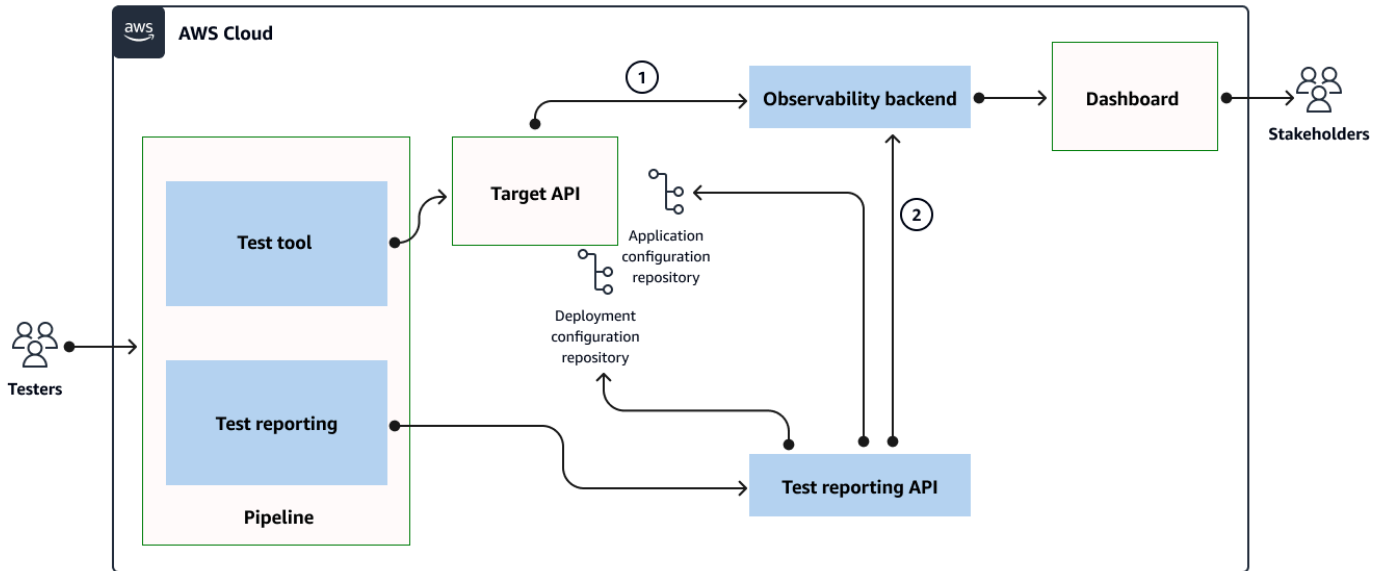 aws
AWS Cloud
1
Observability backend
Dashboard
Stakeholders
Target API
Test tool
2
Application
configuration
repository
Deployment
configuration
repository
Testers
Test reporting
Test reporting API
Pipeline